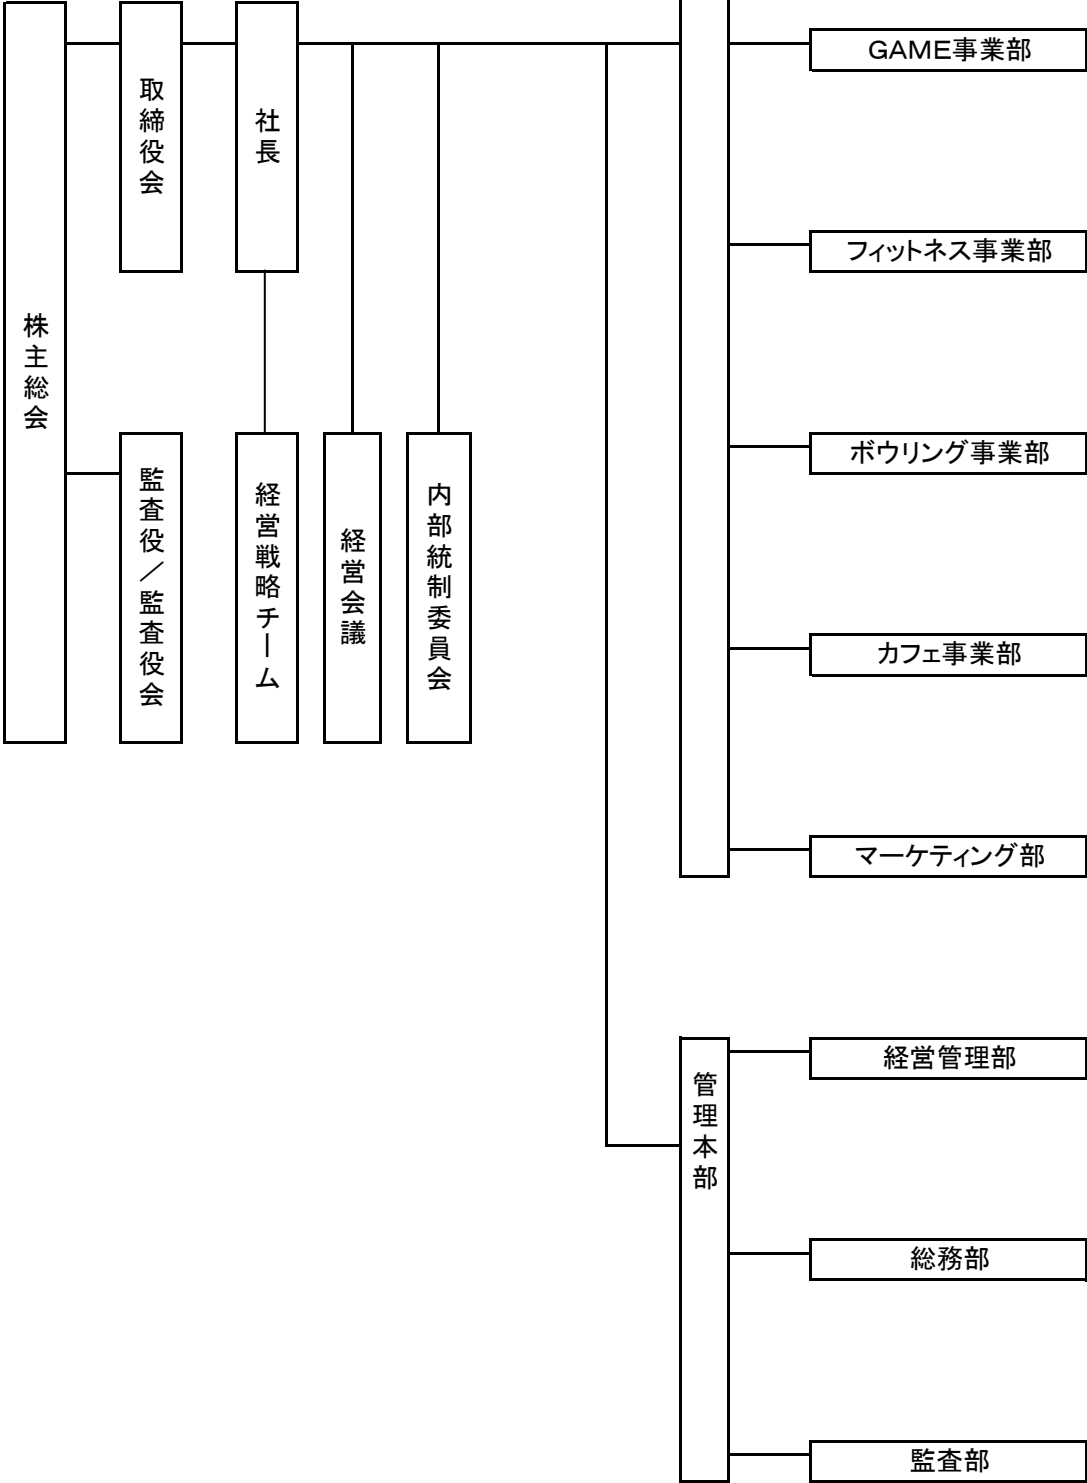 株主総会
取締役会
監査役／監査役会
社長
経営戦略チーム
経営会議
内部統制委員会
GAME事業部
フィットネス事業部
ボウリング事業部
カフェ事業部
マーケティング部
管理本部
経営管理部
総務部
監査部